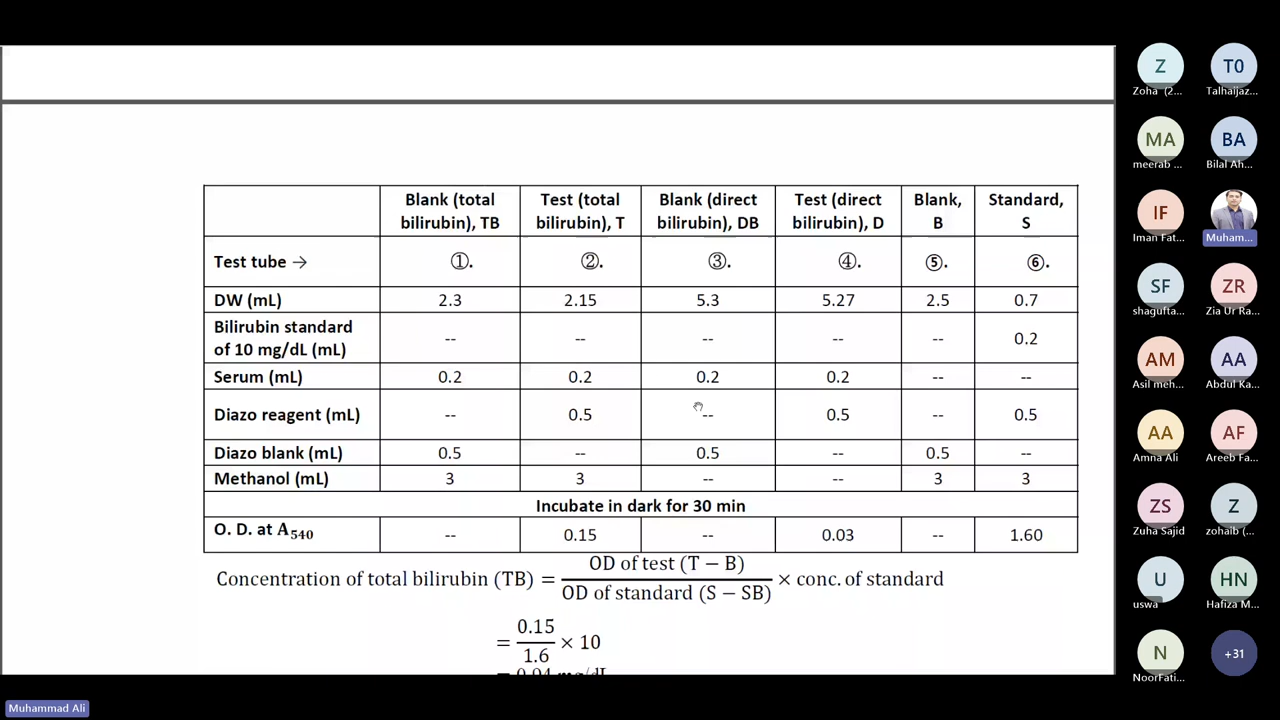 Blank (total bilirubin), TB
Test (total bilirubin), T
Blank (direct bilirubin), DB
Test (direct bilirubin), D
Blank, B
Standard, S
Test tube → ①. ②. ③. ④. ⑤. ⑥.
DW (mL) 2.3 2.15 5.3 5.27 2.5 0.7
Bilirubin standard of 10 mg/dL (mL) -- -- -- -- -- 0.2
Serum (mL) 0.2 0.2 0.2 0.2 -- --
Diazo reagent (mL) -- 0.5 -- 0.5 -- 0.5
Diazo blank (mL) 0.5 -- 0.5 -- 0.5 --
Methanol (mL) 3 3 -- -- 3 3
Incubate in dark for 30 min
O. D. at A540 -- 0.15 -- 0.03 -- 1.60
Concentration of total bilirubin (TB) = OD of test (T − B) / OD of standard (S − SB) × conc. of standard
= 0.15 / 1.6 × 10
Z
Zoha (2...
T0
Talhaijaz...
MA
meerab ...
BA
Bilal Ah...
IF
Iman Fat...
Muham...
SF
shagufta...
ZR
Zia Ur Ra...
AM
Asil meh...
AA
Abdul Ka...
AA
Amna Ali
AF
Areeb Fa...
ZS
Zuha Sajid
Z
zohaib (...
U
uswa
HN
Hafiza M...
N
NoorFati...
+31
Muhammad Ali